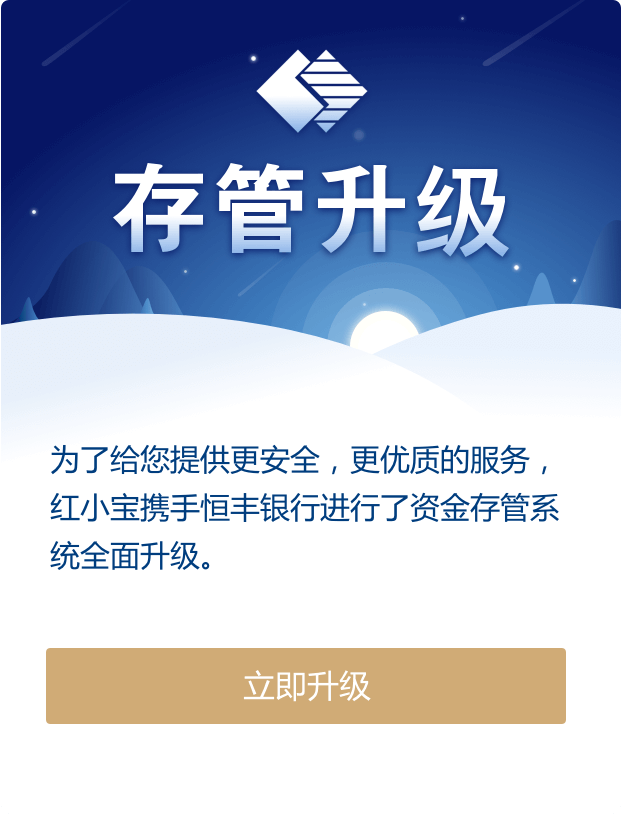 存管升级
为了给您提供更安全，更优质的服务，
红小宝携手恒丰银行进行了资金存管系
统全面升级。
立即升级